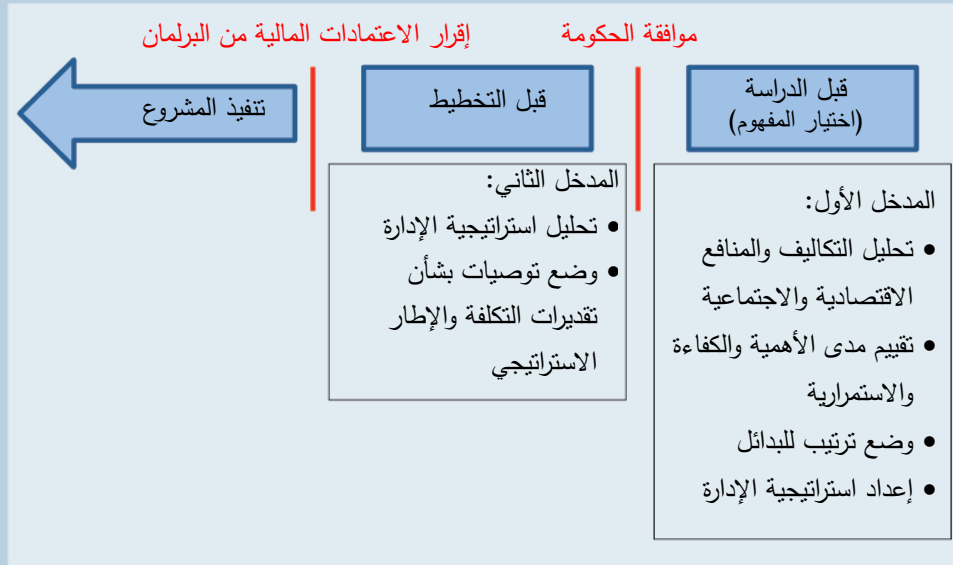 موافقة الحكومة
إقرار الاعتمادات المالية من البرلمان
قبل الدراسة
(اختيار المفهوم)
قبل التخطيط
تنفيذ المشروع
المدخل الأول:
• تحليل التكاليف والمنافع
الاقتصادية والاجتماعية
• تقييم مدى الأهمية والكفاءة
والاستمرارية
• وضع ترتيب للبدائل
• إعداد استراتيجية الإدارة
المدخل الثاني:
• تحليل استراتيجية الإدارة
• وضع توصيات بشأن
تقديرات التكلفة والإطار
الاستراتيجي